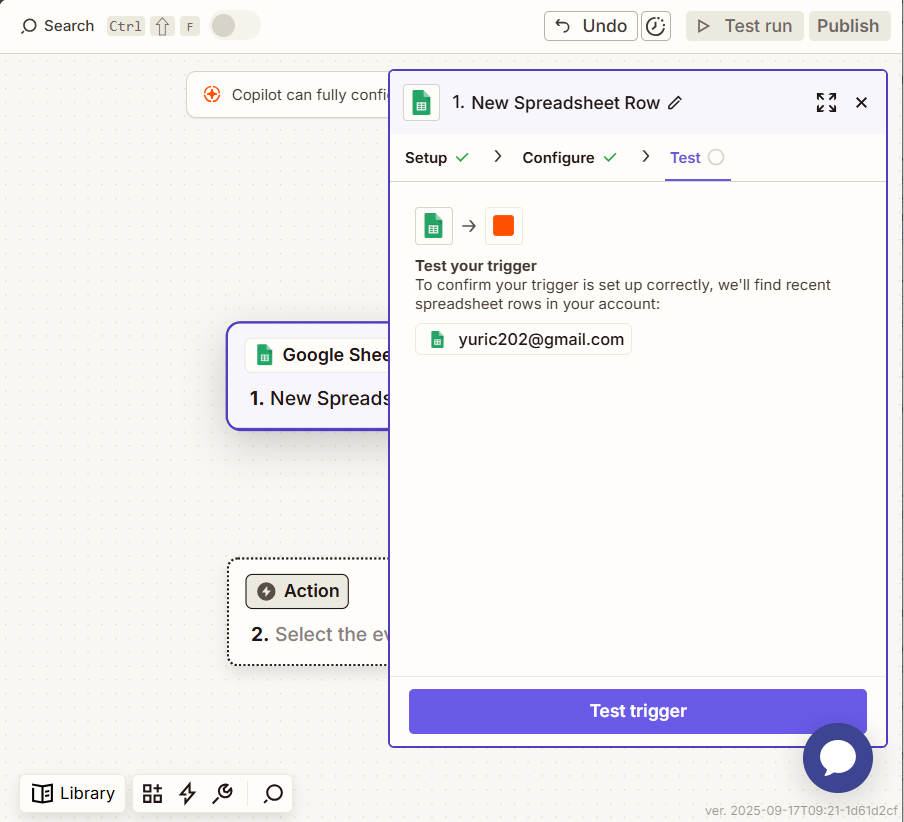 Search Ctrl ⇧ F
Undo
Test run
Publish
Copilot can fully confi
1. New Spreadsheet Row
Setup
Configure
Test
Test your trigger
To confirm your trigger is set up correctly, we'll find recent
spreadsheet rows in your account:
yuric202@gmail.com
Google Shee
1. New Spreads
Action
2. Select the ev
Test trigger
Library
ver. 2025-09-17T09:21-1d61d2cf